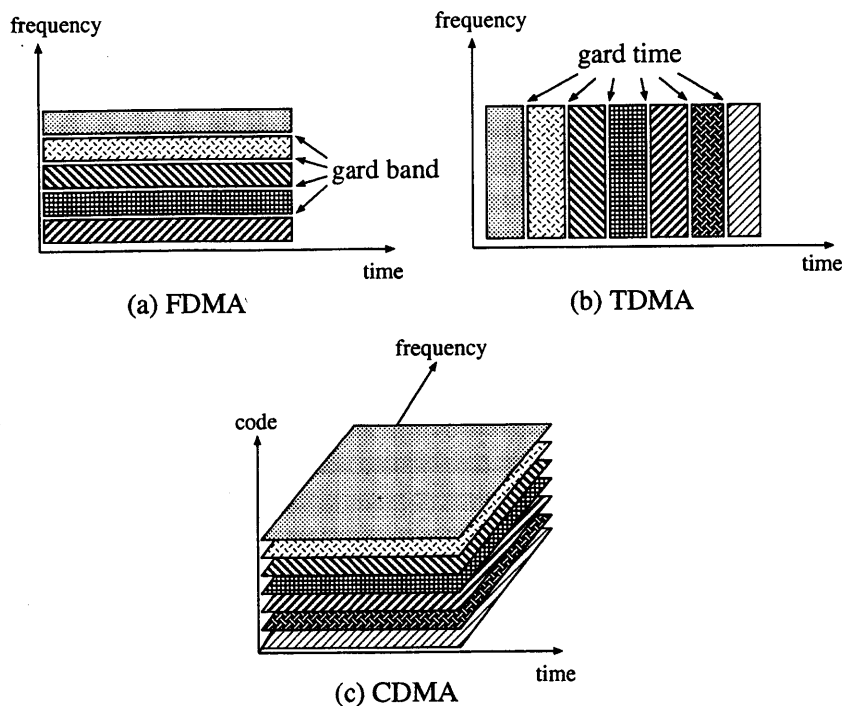 frequency
gard band
time
(a) FDMA
frequency
gard time
time
(b) TDMA
frequency
code
time
(c) CDMA